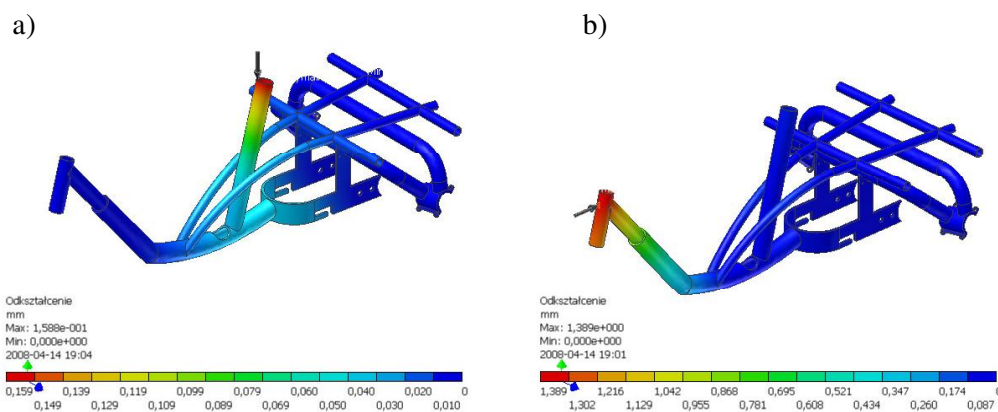 a)
b)
Odkształcenie
mm
Max: 1,588e-001
Min: 0,000e+000
2008-04-14 19:04
0,159 0,139 0,119 0,099 0,079 0,060 0,040 0,020 0
0,149 0,129 0,109 0,089 0,069 0,050 0,030 0,010
Odkształcenie
mm
Max: 1,389e+000
Min: 0,000e+000
2008-04-14 19:01
1,389 1,216 1,042 0,868 0,695 0,521 0,347 0,174 0
1,302 1,129 0,955 0,781 0,608 0,434 0,260 0,087